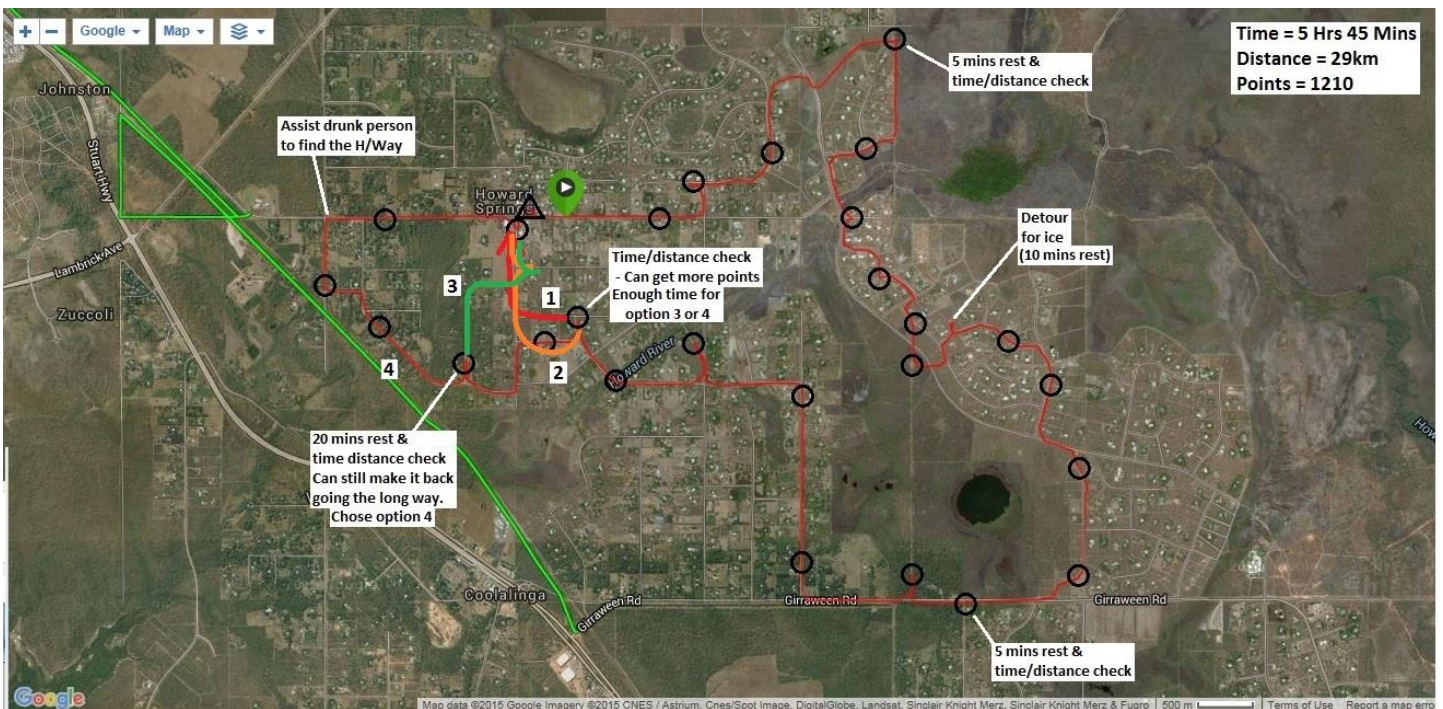 Google
Map
Time = 5 Hrs 45 Mins
Distance = 29km
Points = 1210
5 mins rest &
time/distance check
Johnston
Stuart Hwy
Assist drunk person
to find the H/Way
Howard
Springs
Detour
for ice
(10 mins rest)
Lambrick Ave
Time/distance check
- Can get more points
Enough time for
option 3 or 4
3
1
Zuccoli
4
2
Howard River
20 mins rest &
time distance check
Can still make it back
going the long way.
Chose option 4
Coolalinga
Girraween Rd
Girraween Rd
Girraween Rd
5 mins rest &
time/distance check
Google
Map data ©2015 Google Imagery ©2015 CNES / Astrium, Cnes/Spot Image, DigitalGlobe, Landsat, Sinclair Knight Merz, Sinclair Knight Merz & Fugro
500 m
Terms of Use
Report a map erro